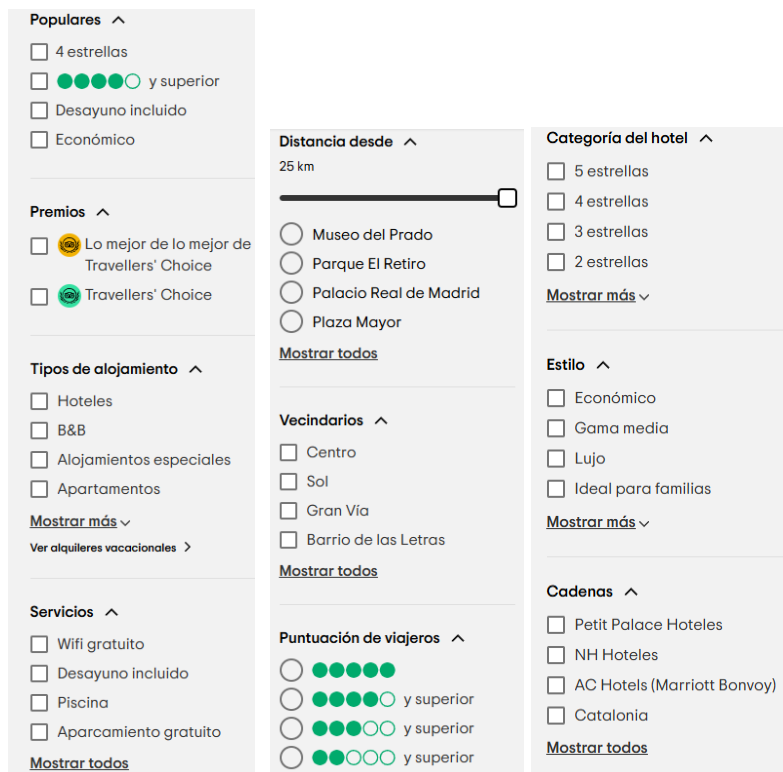 Populares
4 estrellas
y superior
Desayuno incluido
Económico
Premios
Lo mejor de lo mejor de
Travellers' Choice
Travellers' Choice
Tipos de alojamiento
Hoteles
B&B
Alojamientos especiales
Apartamentos
Mostrar más
Ver alquileres vacacionales
Servicios
Wifi gratuito
Desayuno incluido
Piscina
Aparcamiento gratuito
Mostrar todos
Distancia desde
25 km
Museo del Prado
Parque El Retiro
Palacio Real de Madrid
Plaza Mayor
Mostrar todos
Vecindarios
Centro
Sol
Gran Vía
Barrio de las Letras
Mostrar todos
Puntuación de viajeros
y superior
y superior
y superior
Categoría del hotel
5 estrellas
4 estrellas
3 estrellas
2 estrellas
Mostrar más
Estilo
Económico
Gama media
Lujo
Ideal para familias
Mostrar más
Cadenas
Petit Palace Hoteles
NH Hoteles
AC Hotels (Marriott Bonvoy)
Catalonia
Mostrar todos